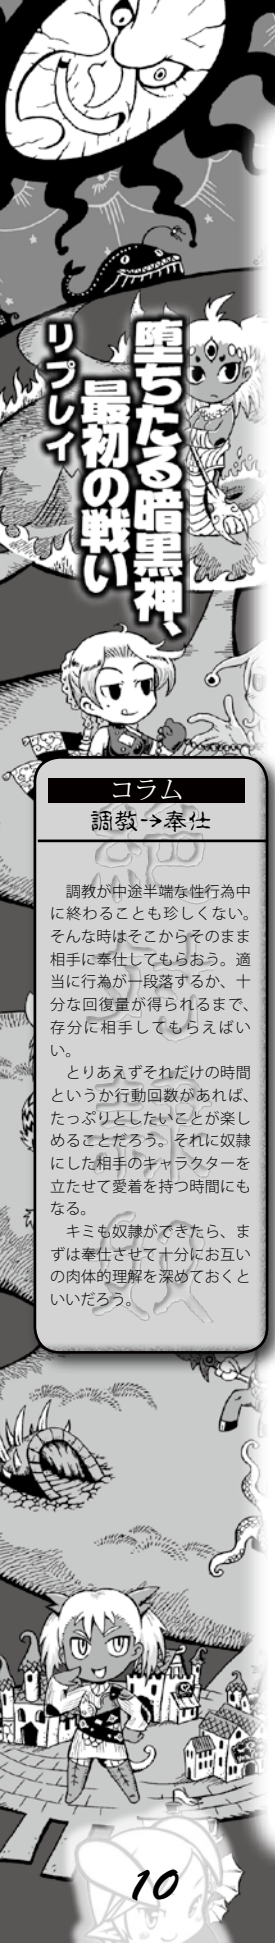 堕ちたる暗黒神、
最初の戦い
リプレイ
コラム
調教→奉仕
絶対隷奴
　調教が中途半端な性行為中
に終わることも珍しくない。
そんな時はそこからそのまま
相手に奉仕してもらおう。適
当に行為が一段落するか、十
分な回復量が得られるまで、
存分に相手してもらえばい
い。
　とりあえずそれだけの時間
というか行動回数があれば、
たっぷりとしたいことが楽し
めることだろう。それに奴隷
にした相手のキャラクターを
立たせて愛着を持つ時間にも
なる。
　キミも奴隷ができたら、ま
ずは奉仕させて十分にお互い
の肉体的理解を深めておくと
いいだろう。
10